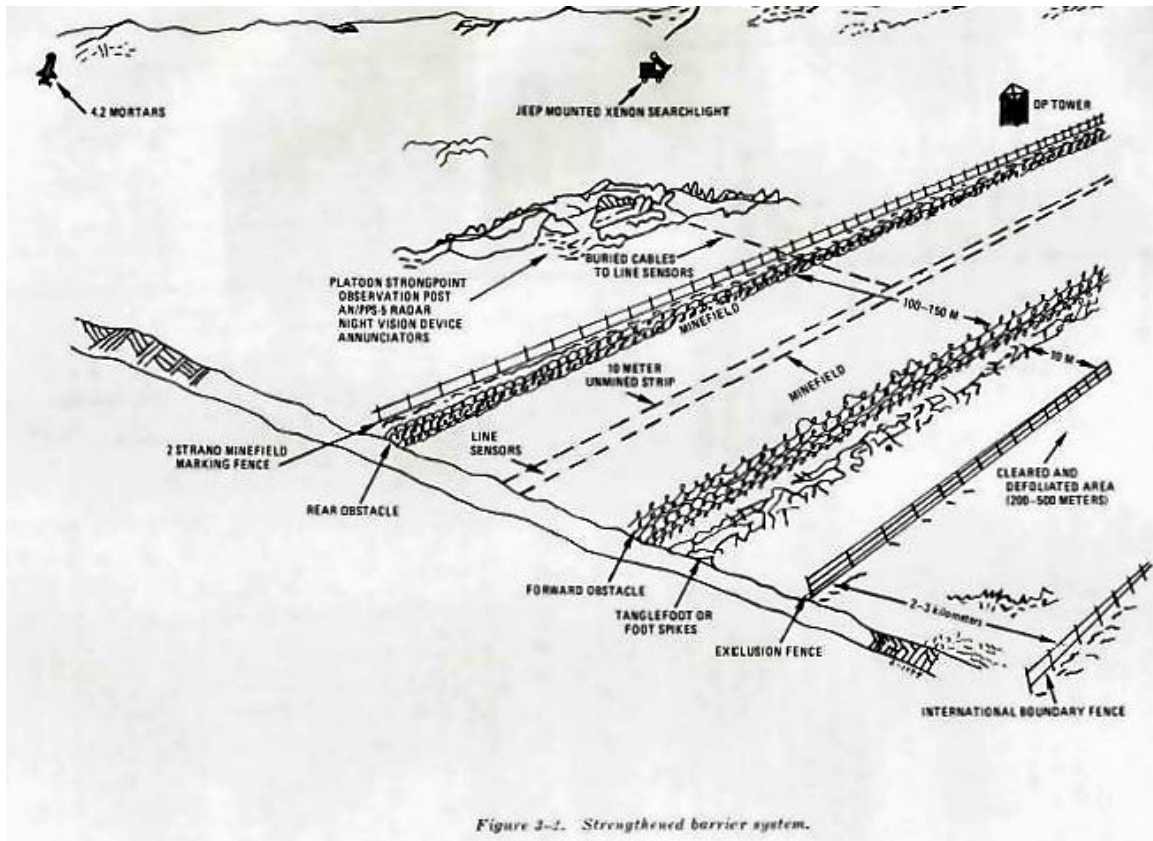 4.2 MORTARS
JEEP MOUNTED XENON SEARCHLIGHT
OP TOWER
PLATOON STRONGPOINT
OBSERVATION POST
AN/PPS-5 RADAR
NIGHT VISION DEVICE
ANNUNCIATORS
BURIED CABLES
TO LINE SENSORS
MINEFIELD
100-150 M
10 METER
UNMINED STRIP
MINEFIELD
10 M
2 STRAND MINEFIELD
MARKING FENCE
LINE
SENSORS
REAR OBSTACLE
CLEARED AND
DEFOLIATED AREA
(200-500 METERS)
FORWARD OBSTACLE
TANGLEFOOT OR
FOOT SPIKES
2-3 kilometers
EXCLUSION FENCE
INTERNATIONAL BOUNDARY FENCE
Strengthened barrier system.